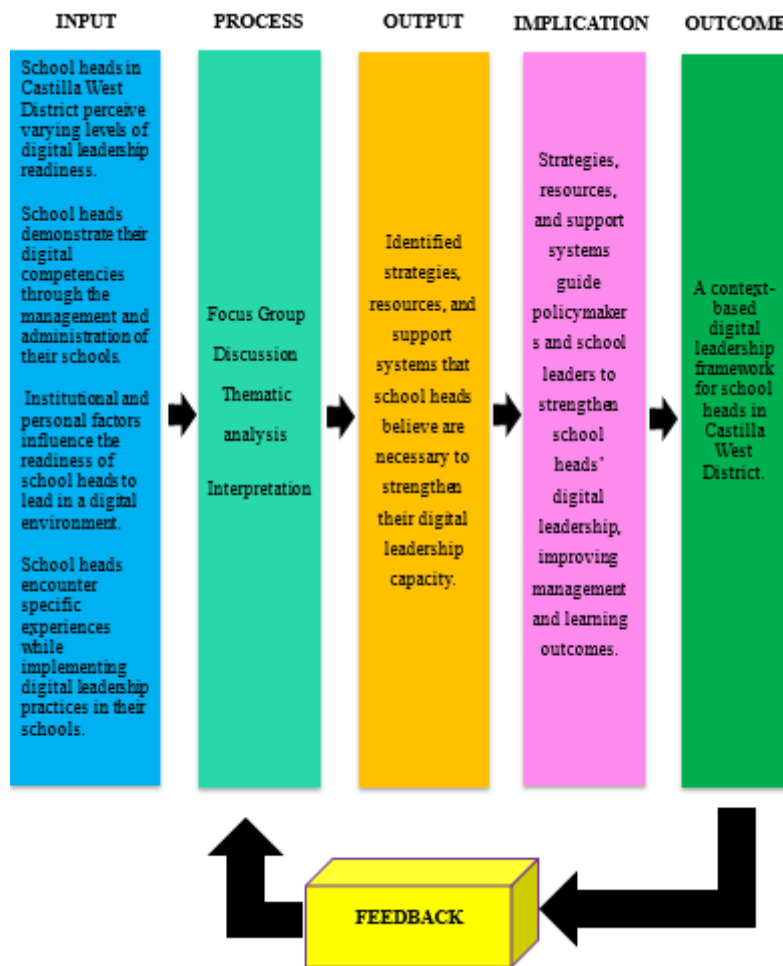 INPUT
PROCESS
OUTPUT
IMPLICATION
OUTCOME
School heads in
Castilla West
District perceive
varying levels of
digital leadership
readiness.
School heads
demonstrate their
digital
competencies
through the
management and
administration of
their schools.
Institutional and
personal factors
influence the
readiness of
school heads to
lead in a digital
environment.
School heads
encounter
specific
experiences
while
implementing
digital leadership
practices in their
schools.
Focus Group
Discussion
Thematic
analysis
Interpretation
Identified
strategies,
resources, and
support
systems that
school heads
believe are
necessary to
strengthen
their digital
leadership
capacity.
Strategies,
resources,
and support
systems
guide
policymaker
s and school
leaders to
strengthen
school
heads’
digital
leadership,
improving
management
and learning
outcomes.
A context-
based
digital
leadership
framework
for school
heads in
Castilla
West
District.
FEEDBACK